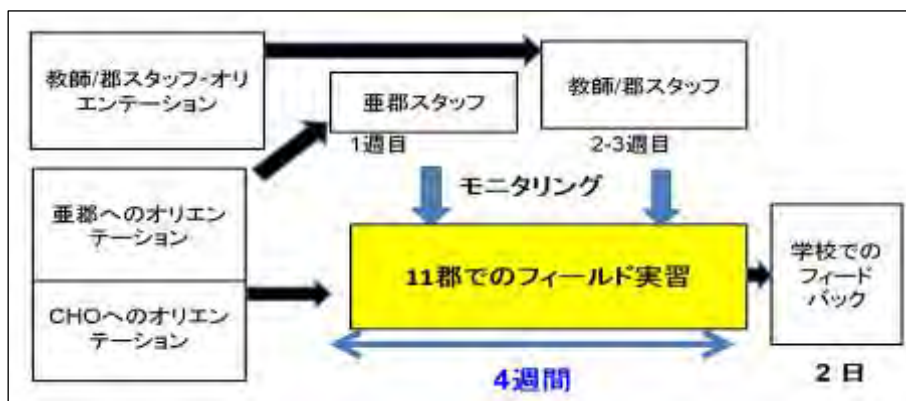 教師/郡スタッフ-オリ
エンテーション
亜郡スタッフ
1週目
教師/郡スタッフ
2-3週目
モニタリング
亜郡へのオリエン
テーション
CHOへのオリエン
テーション
11郡でのフィールド実習
学校での
フィード
バック
4週間
2 日